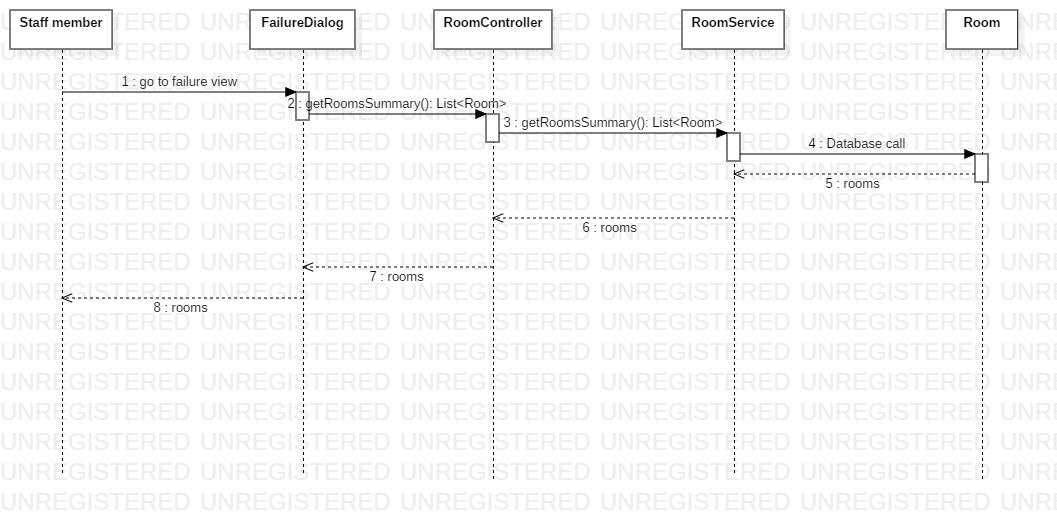 UNREGISTERED UNREGISTERED UNREGISTERED UNREGISTERED UNREGISTERED
Staff member
FailureDialog
RoomController
RoomService
Room
1 : go to failure view
2 : getRoomsSummary(): List<Room>
3 : getRoomsSummary(): List<Room>
4 : Database call
5 : rooms
6 : rooms
7 : rooms
8 : rooms